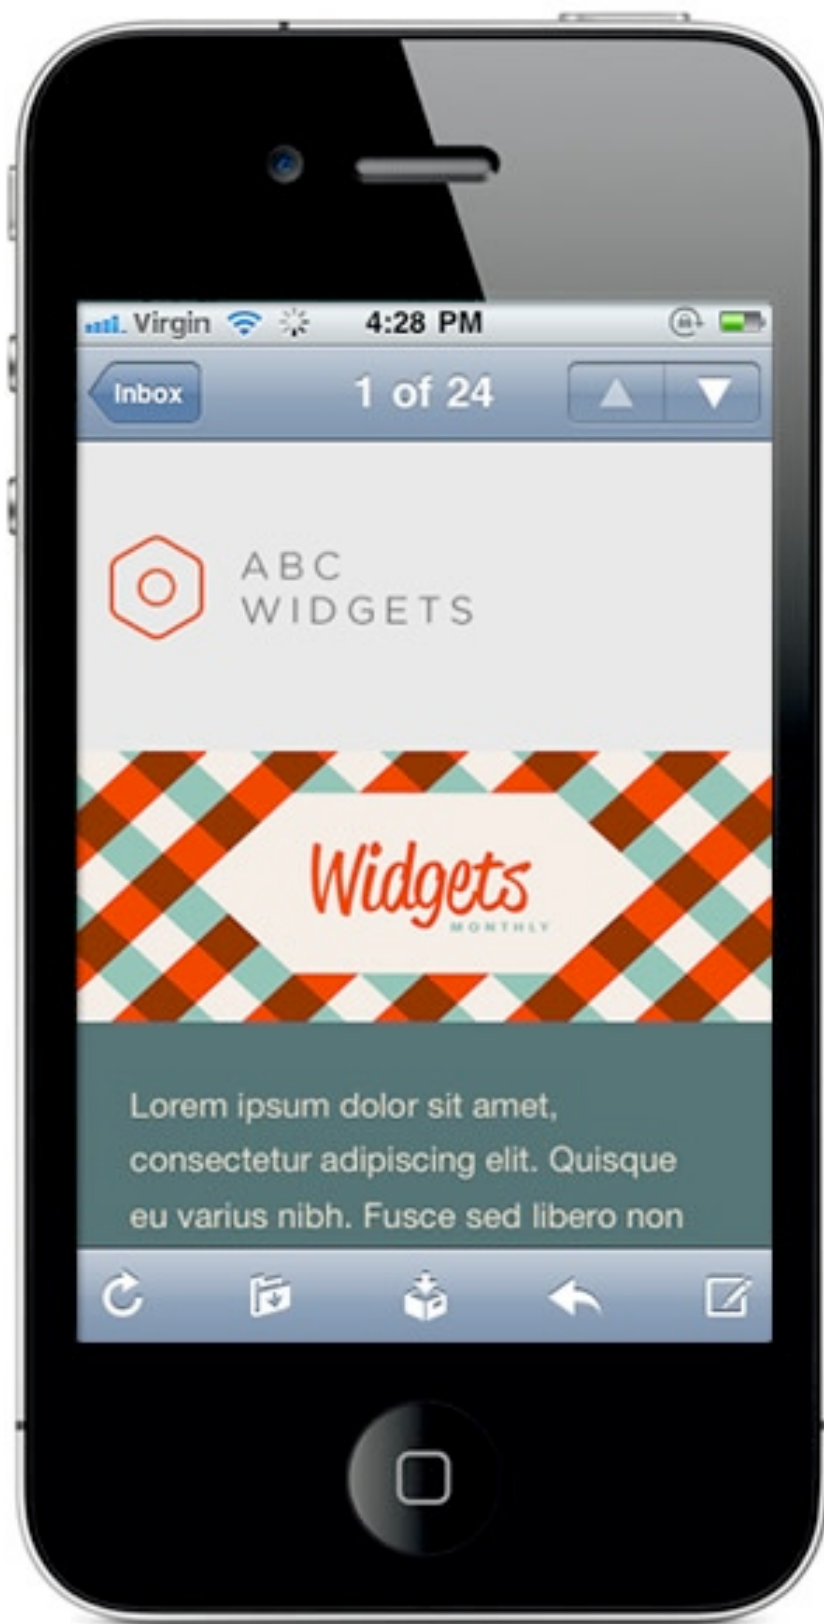 Virgin 4:28 PM
Inbox 1 of 24
ABC
WIDGETS
Widgets
MONTHLY
Lorem ipsum dolor sit amet,
consectetur adipiscing elit. Quisque
eu varius nibh. Fusce sed libero non